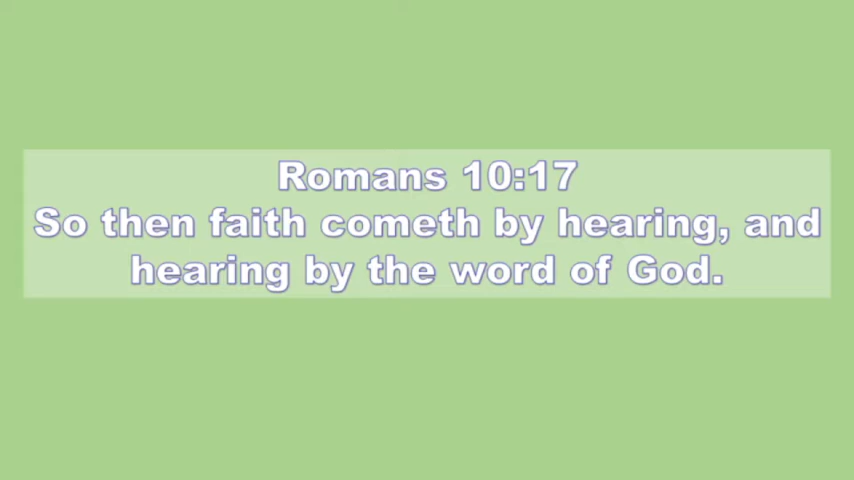 Romans 10:17
So then faith cometh by hearing, and
hearing by the word of God.